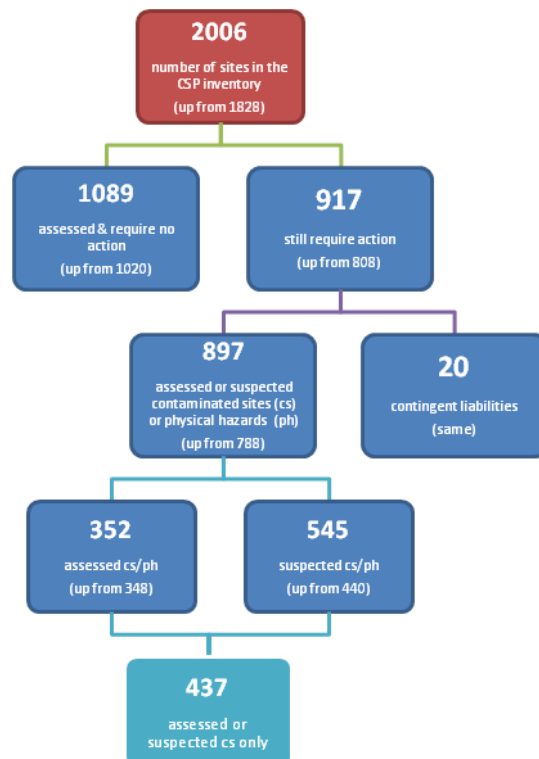 2006
number of sites in the
CSP inventory
(up from 1828)
1089
assessed & require no
action
(up from 1020)
917
still require action
(up from 808)
897
assessed or suspected
contaminated sites (cs)
or physical hazards (ph)
(up from 788)
20
contingent liabilities
(same)
352
assessed cs/ph
(up from 348)
545
suspected cs/ph
(up from 440)
437
assessed or
suspected cs only